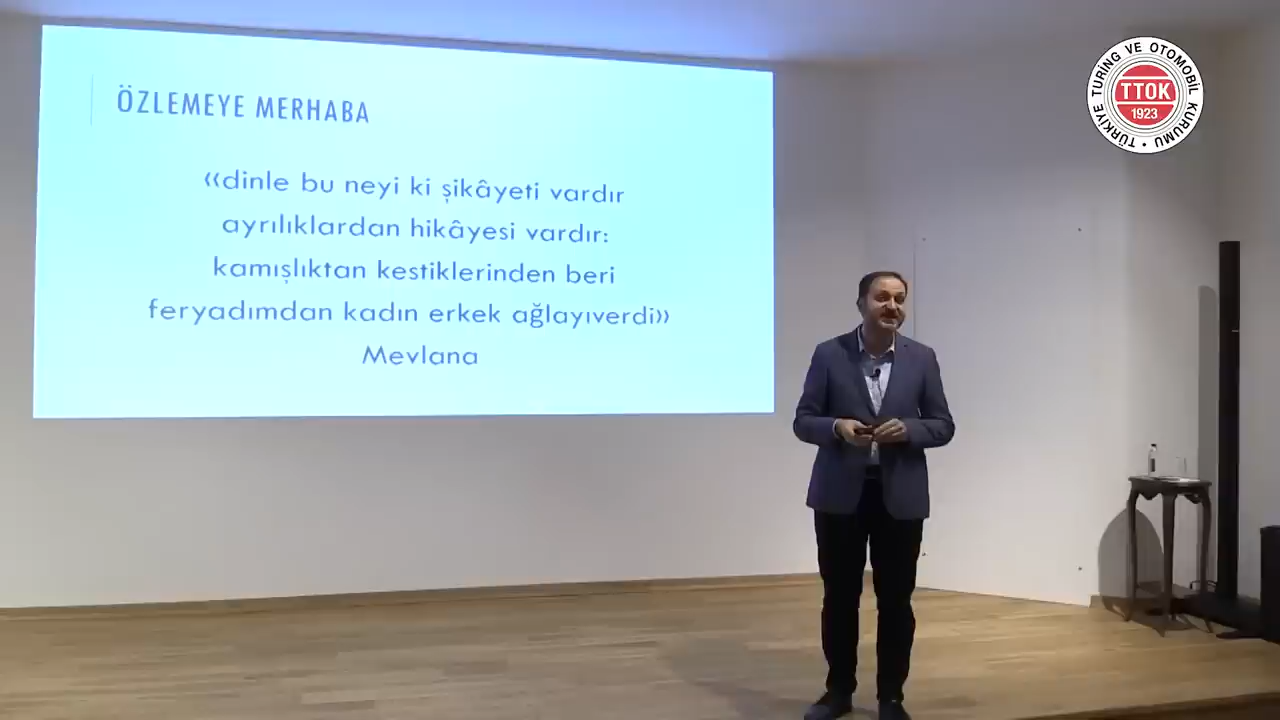 ÖZLEMEYE MERHABA
‹‹dinle bu neyi ki şikâyeti vardır
ayrılıklardan hikâyesi vardır:
kamışlıktan kestiklerinden beri
feryadımdan kadın erkek ağlayıverdi››
Mevlana
TÜRKİYE TURİNG VE OTOMOBİL KURUMU •
TTOK
1923